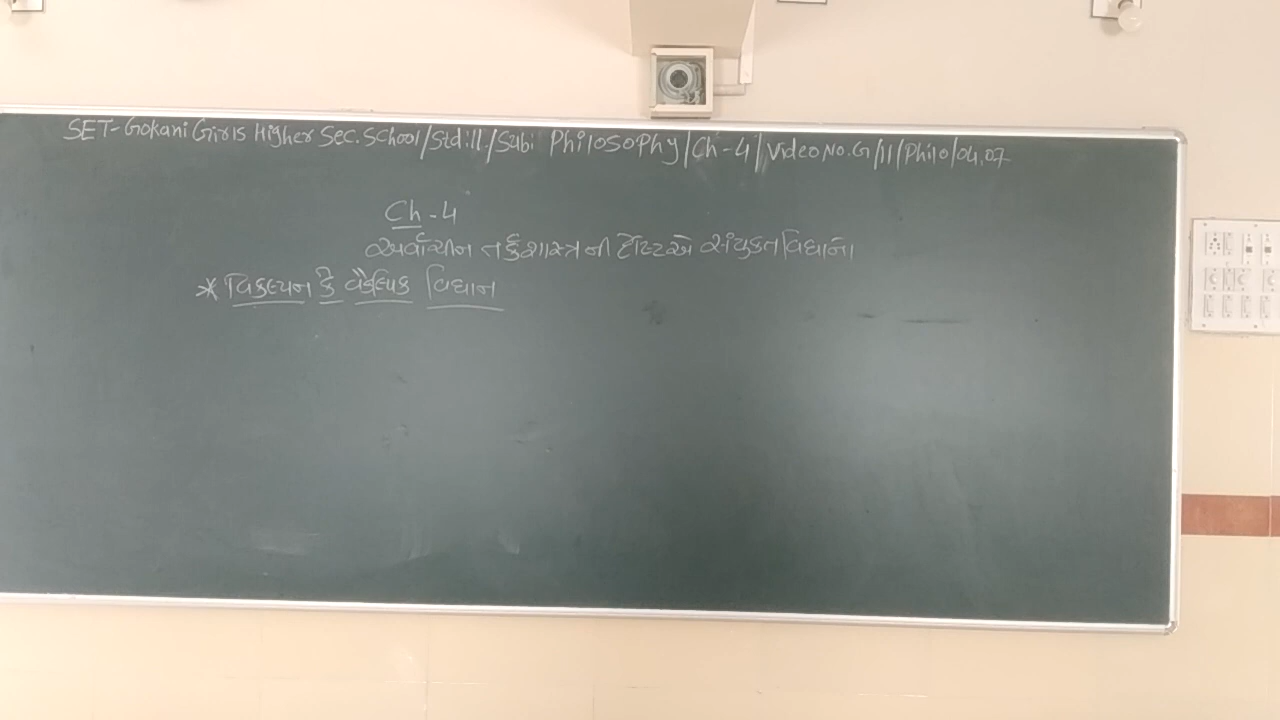 SET-Gokani Girls Higher Sec. School/Std.11./Sub: Philosophy/Ch-4/Video No.G/11/Philo/04.07
Ch-4
અર્વાચીન તર્કશાસ્ત્રની દૃષ્ટિએ સંયુક્ત વિધાનો
* વિકલ્પન કે વૈકલ્પિક વિધાન